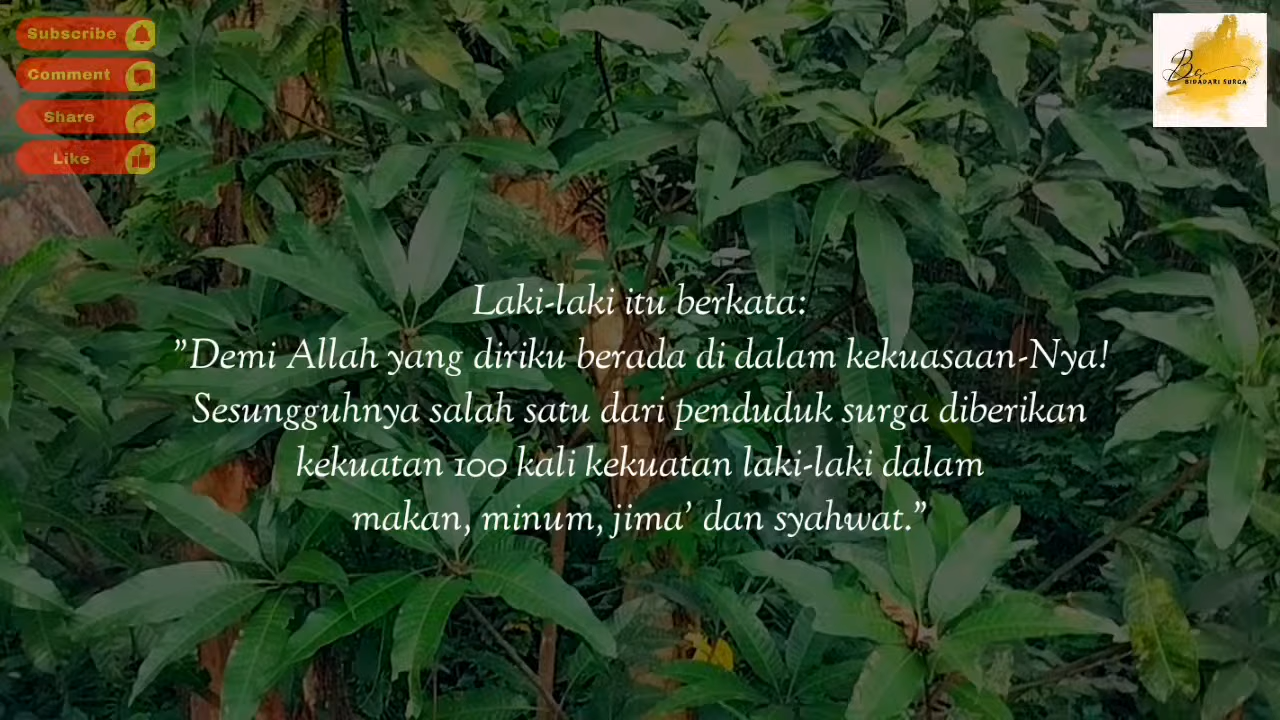 Subscribe
Comment
Share
Like
BIDADARI SURGA
Laki-laki itu berkata:
”Demi Allah yang diriku berada di dalam kekuasaan-Nya!
Sesungguhnya salah satu dari penduduk surga diberikan
kekuatan 100 kali kekuatan laki-laki dalam
makan, minum, jima’ dan syahwat.”